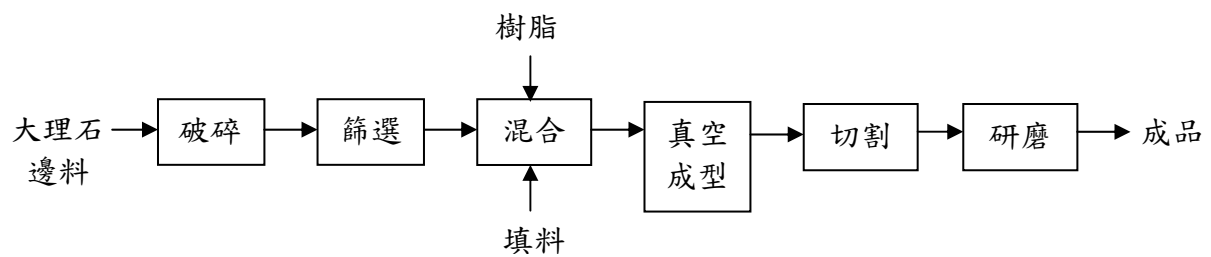 樹脂
大理石
邊料
破碎
篩選
混合
真空
成型
切割
研磨
成品
填料